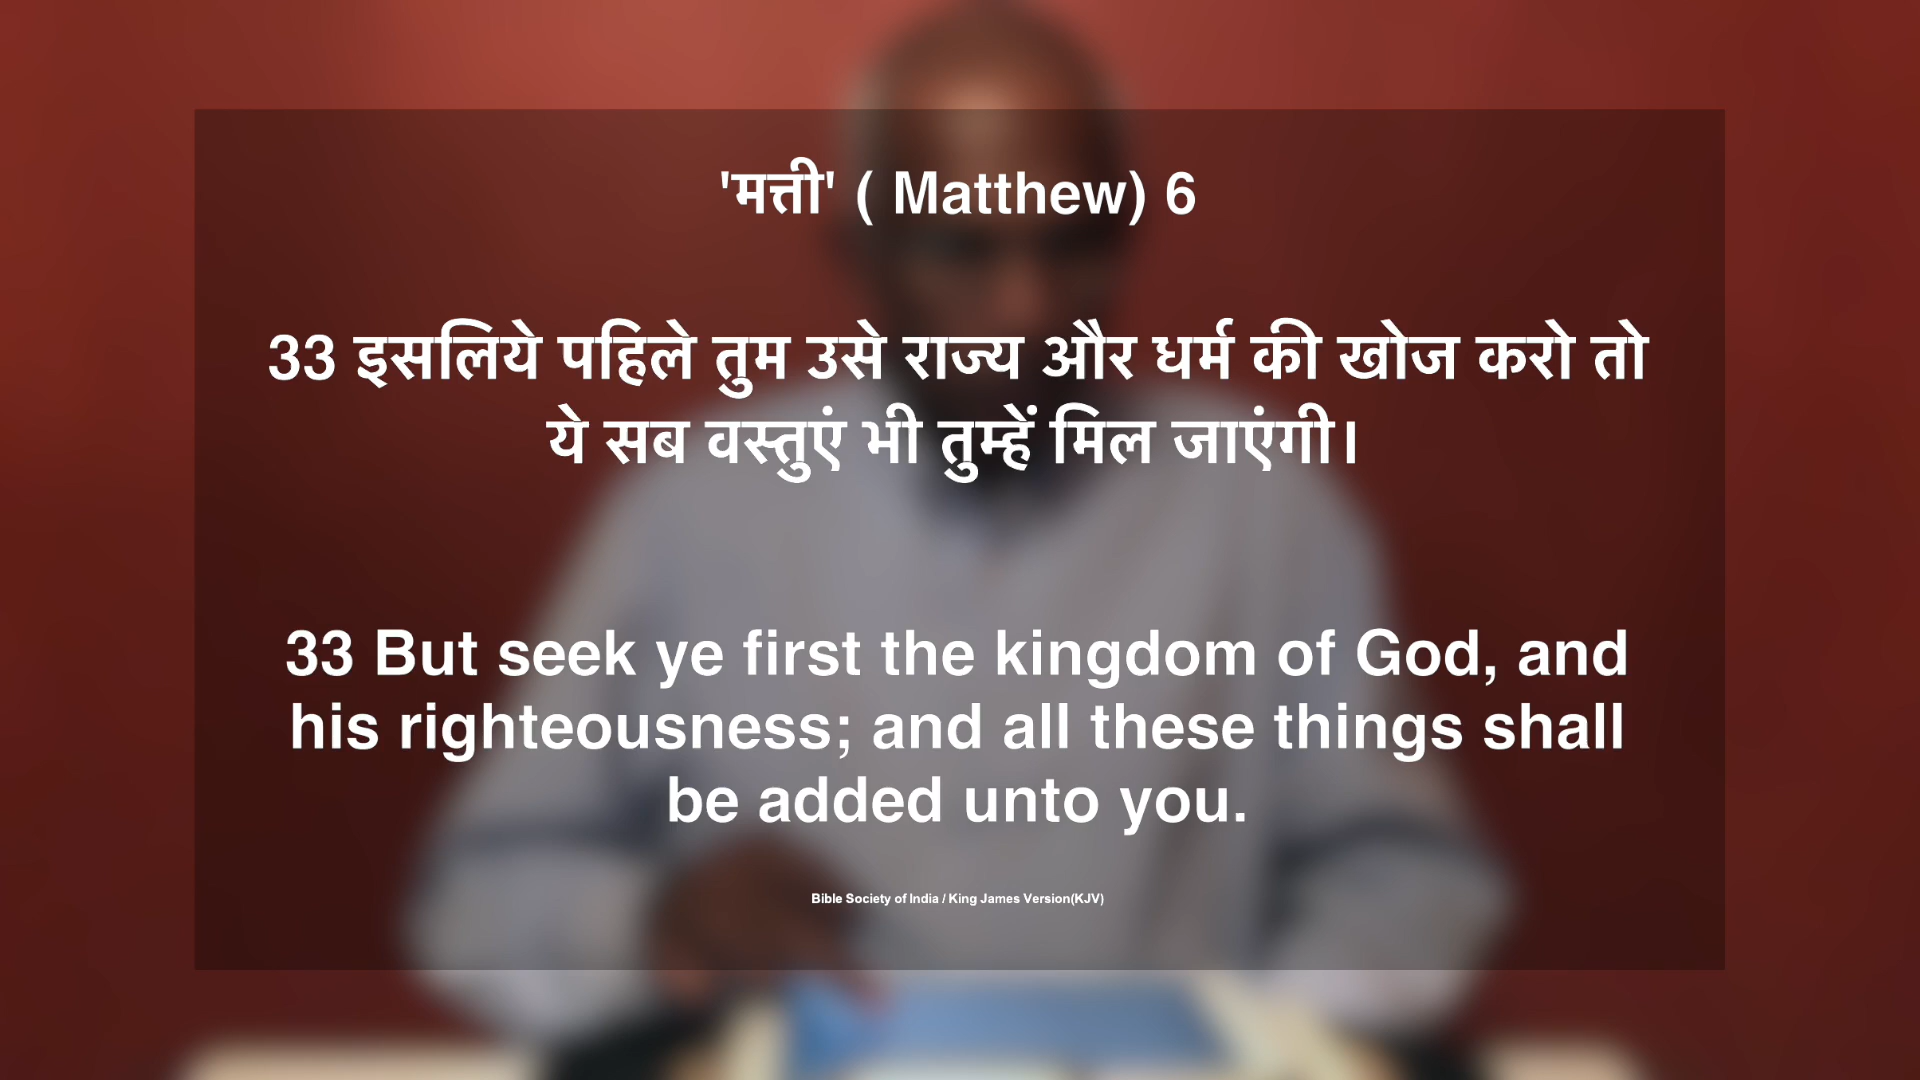 'मत्ती' ( Matthew) 6
33 इसलिये पहिले तुम उसे राज्य और धर्म की खोज करो तो
ये सब वस्तुएं भी तुम्हें मिल जाएंगी।
33 But seek ye first the kingdom of God, and
his righteousness; and all these things shall
be added unto you.
Bible Society of India / King James Version(KJV)